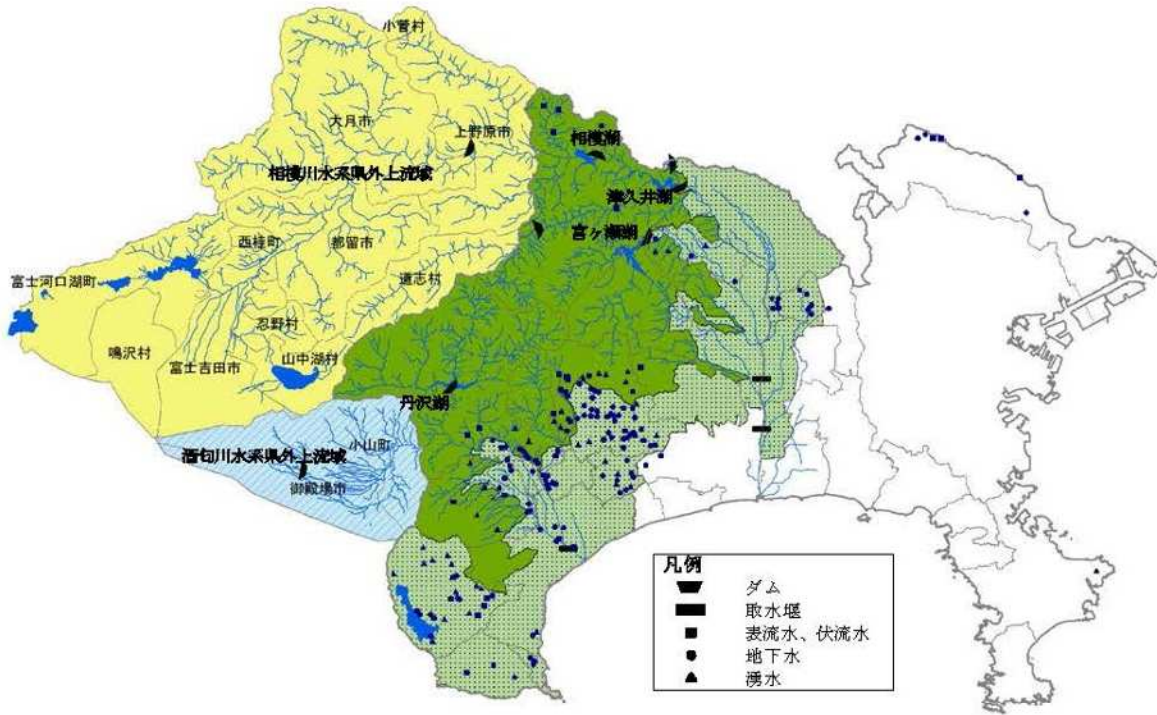 小菅村
大月市
上野原市
相模湖
相模川水系県外上流域
津久井湖
宮ヶ瀬湖
西桂町
都留市
道志村
富士河口湖町
忍野村
鳴沢村
富士吉田市
山中湖村
丹沢湖
小山町
酒匂川水系県外上流域
御殿場市
凡例
ダム
取水堰
表流水、伏流水
地下水
湧水